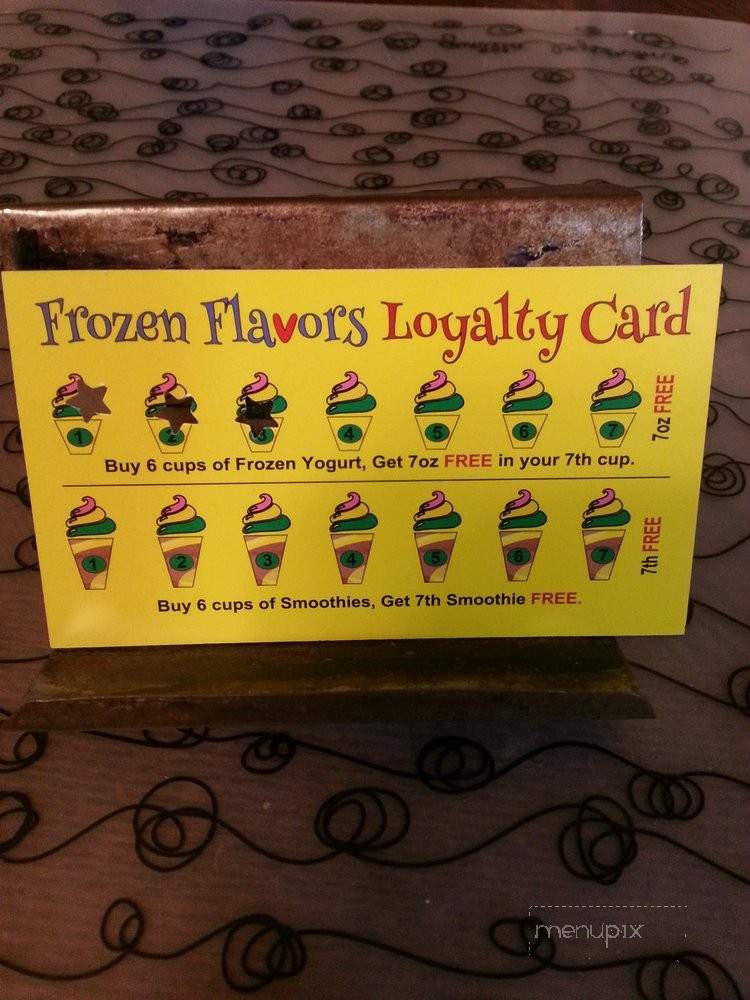 Frozen Flavors Loyalty Card
1 2 3 4 5 6 7 7oz FREE
Buy 6 cups of Frozen Yogurt, Get 7oz FREE in your 7th cup.
1 2 3 4 5 6 7 7th FREE
Buy 6 cups of Smoothies, Get 7th Smoothie FREE.
menupix